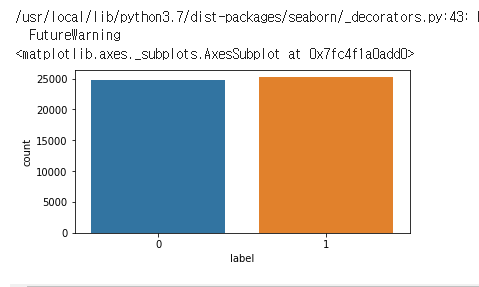 /usr/local/lib/python3.7/dist-packages/seaborn/_decorators.py:43:
FutureWarning
<matplotlib.axes._subplots.AxesSubplot at 0x7fc4f1a0add0>
25000
20000
15000
10000
5000
0
count
0 1
label